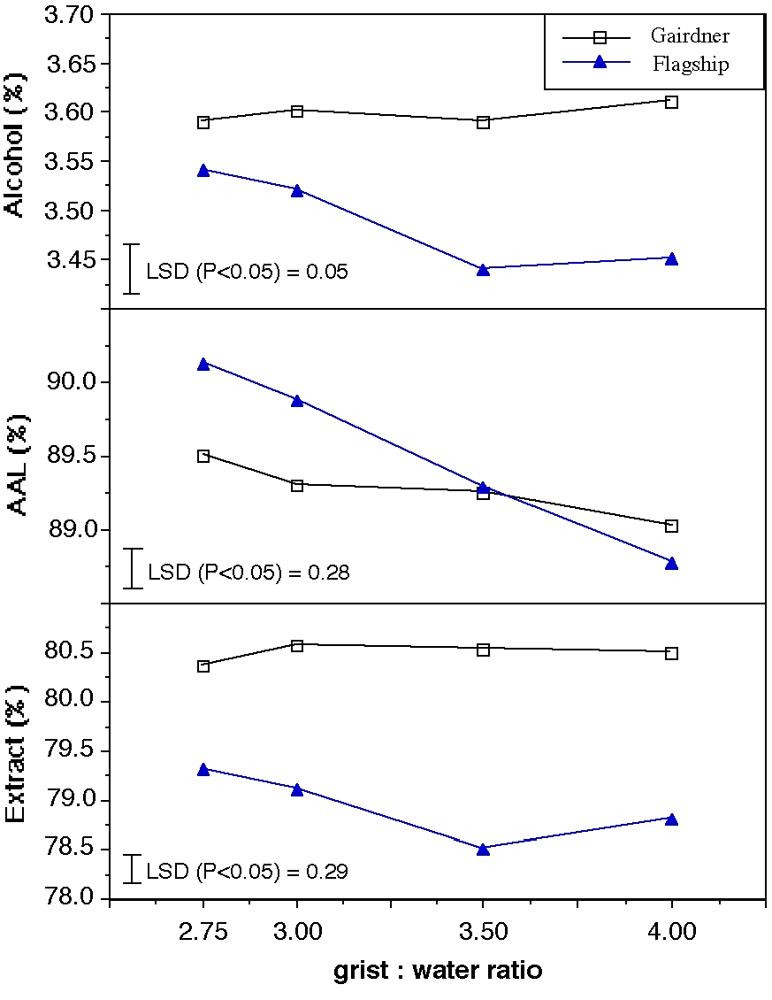 3.70
3.65
3.60
3.55
3.50
3.45
Alcohol (%)
Gairdner
Flagship
LSD (P<0.05) = 0.05
90.0
89.5
89.0
AAL (%)
LSD (P<0.05) = 0.28
80.5
80.0
79.5
79.0
78.5
78.0
Extract (%)
LSD (P<0.05) = 0.29
2.75 3.00 3.50 4.00
grist : water ratio